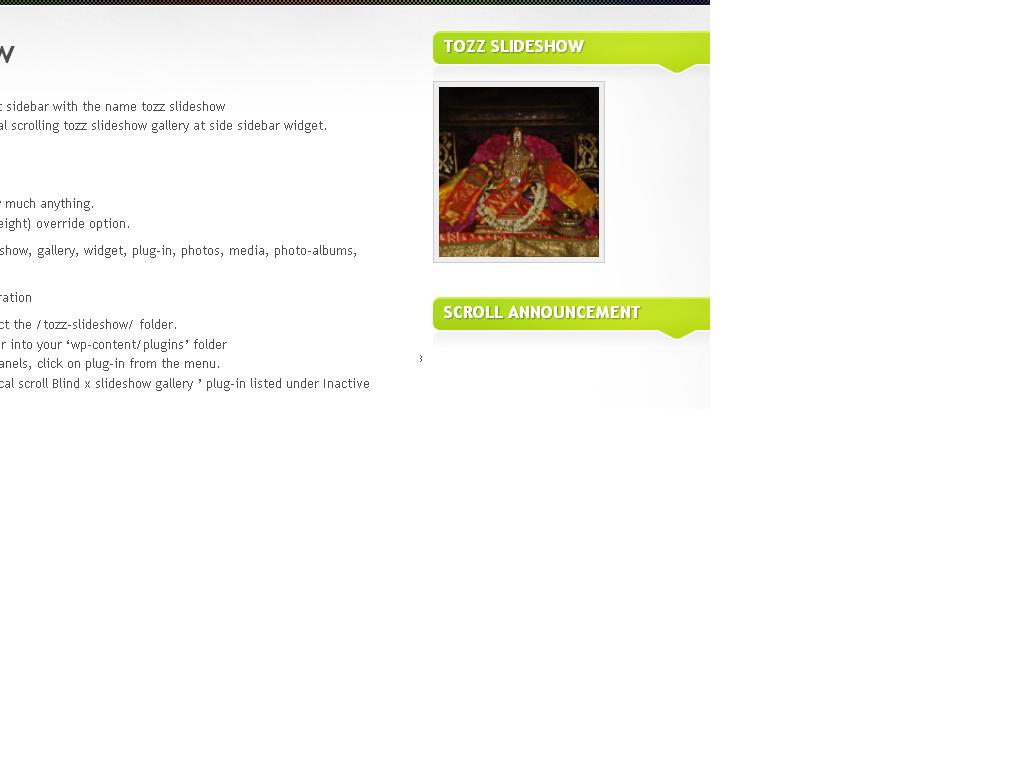 w
TOZZ SLIDESHOW
t sidebar with the name tozz slideshow
al scrolling tozz slideshow gallery at side sidebar widget.
y much anything.
eight) override option.
show, gallery, widget, plug-in, photos, media, photo-albums,
ration
SCROLL ANNOUNCEMENT
ct the /tozz-slideshow/ folder.
r into your ‘wp-content/plugins’ folder
anels, click on plug-in from the menu.
cal scroll Blind x slideshow gallery ’ plug-in listed under Inactive